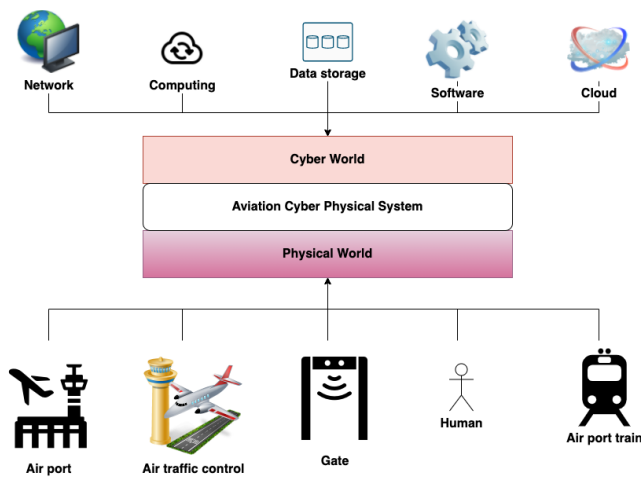 Network
Computing
Data storage
Software
Cloud
Cyber World
Aviation Cyber Physical System
Physical World
Air port
Air traffic control
Gate
Human
Air port train